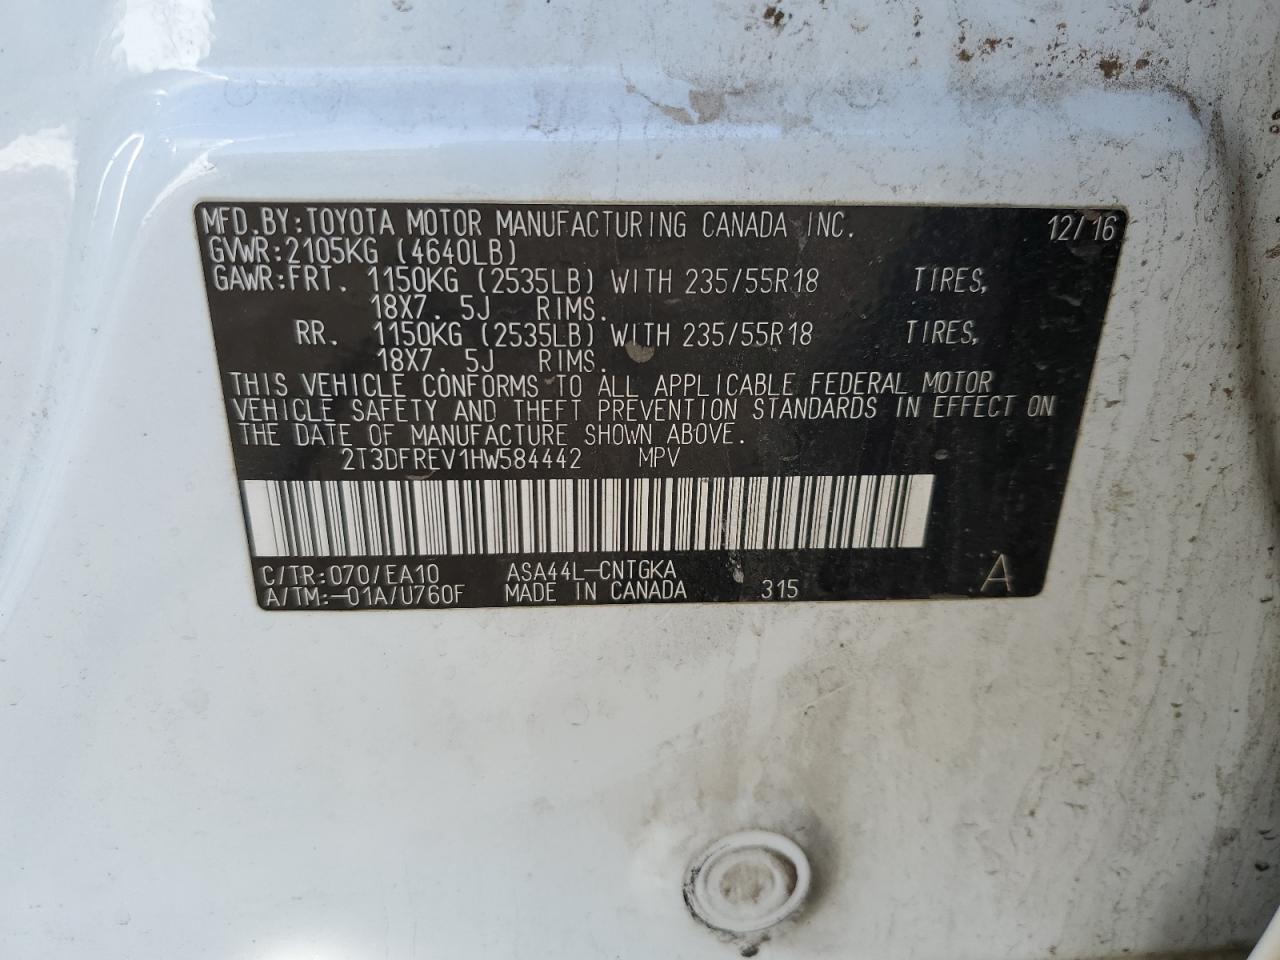 MFD.BY:TOYOTA MOTOR MANUFACTURING CANADA INC. 12/16
GVWR:2105KG (4640LB)
GAWR:FRT. 1150KG (2535LB) WITH 235/55R18 TIRES,
18X7.5J RIMS.
RR. 1150KG (2535LB) WITH 235/55R18 TIRES,
18X7.5J RIMS.
THIS VEHICLE CONFORMS TO ALL APPLICABLE FEDERAL MOTOR
VEHICLE SAFETY AND THEFT PREVENTION STANDARDS IN EFFECT ON
THE DATE OF MANUFACTURE SHOWN ABOVE.
2T3DFREV1HW584442 MPV
C/TR:070/EA10 ASA44L-CNTGKA A
A/TM:-01A/U760F MADE IN CANADA 315